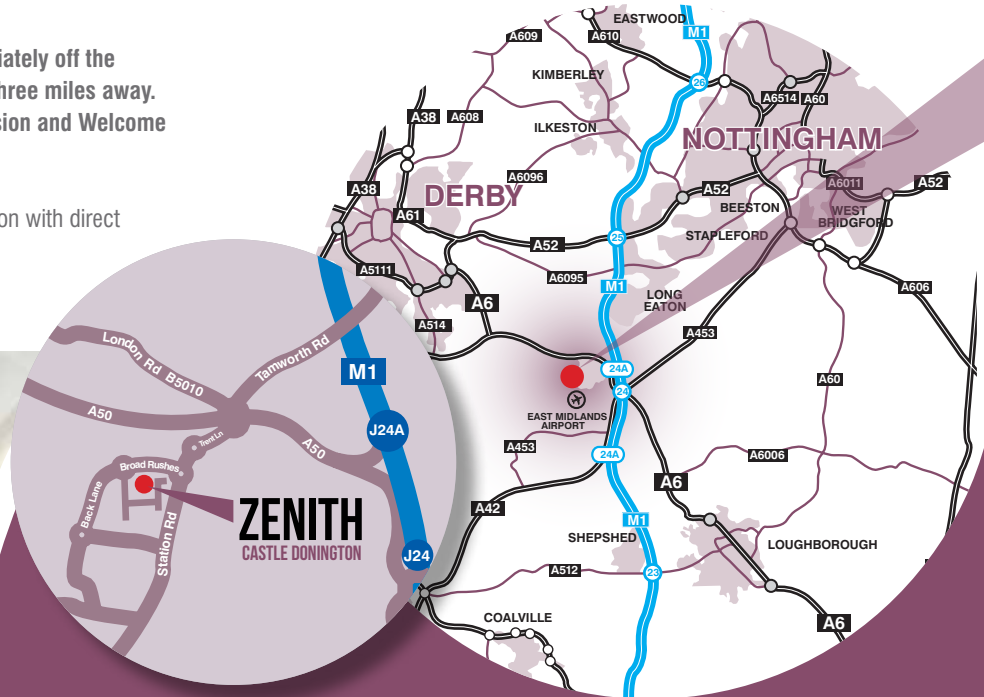 iately off the
hree miles away.
sion and Welcome
on with direct
EASTWOOD
M1
A610
A609
KIMBERLEY
26
A6514
A60
A38
A608
ILKESTON
NOTTINGHAM
A6096
A38
DERBY
A52
A6011
A52
BEESTON
WEST
BRIDGFORD
A61
STAPLEFORD
25
A52
A5111
A6095
M1
A6
LONG
EATON
A606
A514
A453
24A
A60
24
EAST MIDLANDS
AIRPORT
A453
24A
A6006
A6
A42
M1
SHEPSHED
LOUGHBOROUGH
A512
23
COALVILLE
A6
London Rd B5010
Tamworth Rd
M1
A50
J24A
Trent Ln
A50
Broad Rushes
Back Lane
Station Rd
ZENITH
CASTLE DONINGTON
J24